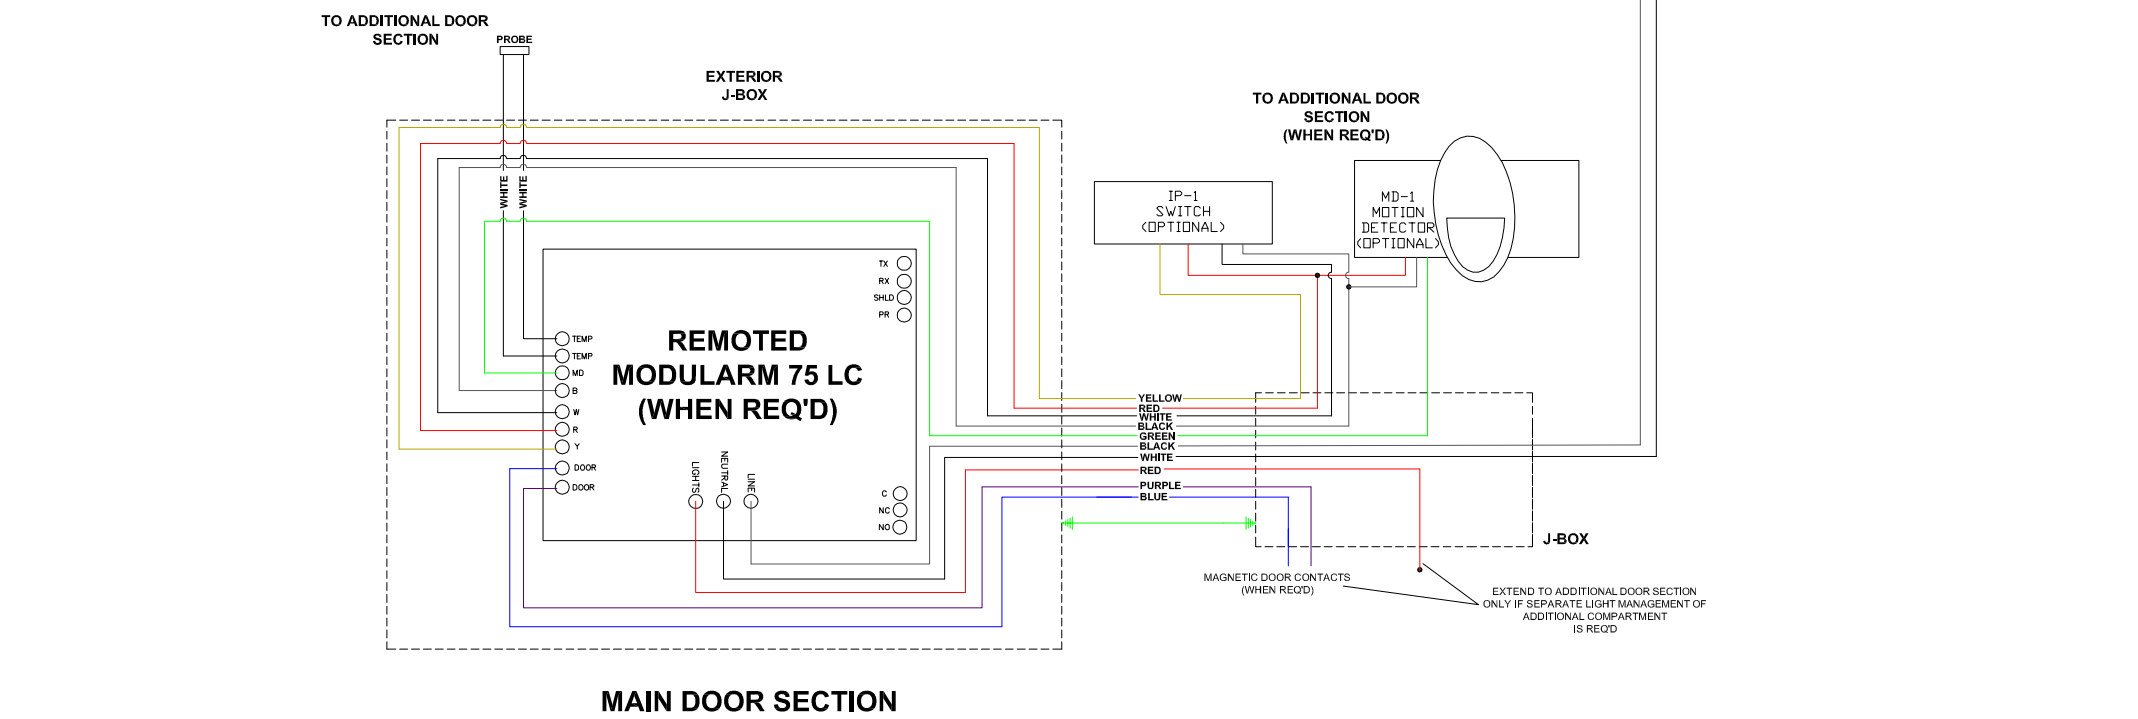 TO ADDITIONAL DOOR
SECTION
PROBE
EXTERIOR
J-BOX
TO ADDITIONAL DOOR
SECTION
(WHEN REQ'D)
WHITE
WHITE
IP-1
SWITCH
(OPTIONAL)
MD-1
MOTION
DETECTOR
(OPTIONAL)
TX
RX
SHLD
PR
TEMP
TEMP
MD
B
W
R
Y
DOOR
DOOR
REMOTED
MODULARM 75 LC
(WHEN REQ'D)
LIGHTS
NEUTRAL
LINE
C
NC
NO
YELLOW
RED
WHITE
BLACK
GREEN
BLACK
WHITE
RED
PURPLE
BLUE
J-BOX
MAGNETIC DOOR CONTACTS
(WHEN REQ'D)
EXTEND TO ADDITIONAL DOOR SECTION
ONLY IF SEPARATE LIGHT MANAGEMENT OF
ADDITIONAL COMPARTMENT
IS REQ'D
MAIN DOOR SECTION